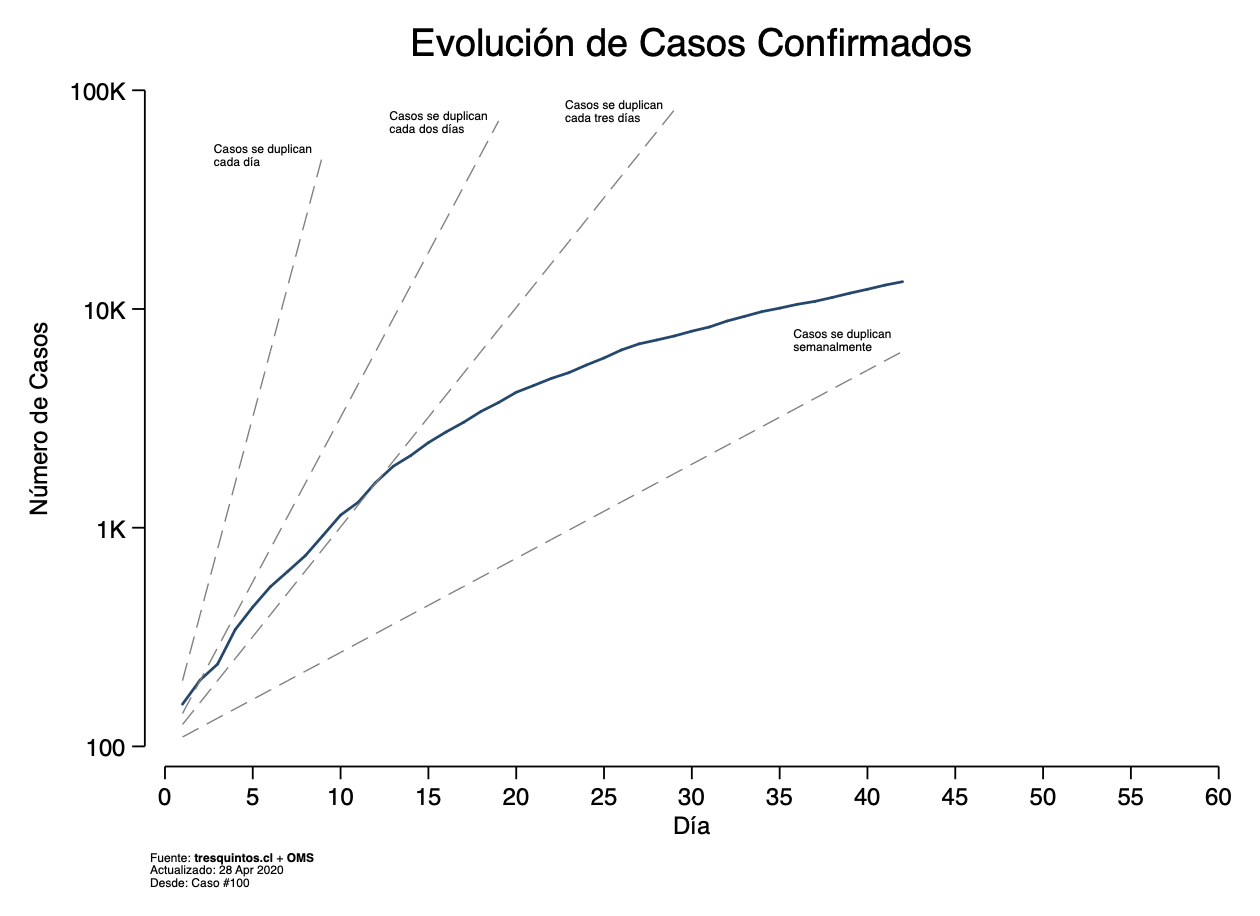 Evolución de Casos Confirmados
100K
10K
1K
100
Número de Casos
Casos se duplican
cada día
Casos se duplican
cada dos días
Casos se duplican
cada tres días
Casos se duplican
semanalmente
0 5 10 15 20 25 30 35 40 45 50 55 60
Día
Fuente: tresquintos.cl + OMS
Actualizado: 28 Apr 2020
Desde: Caso #100